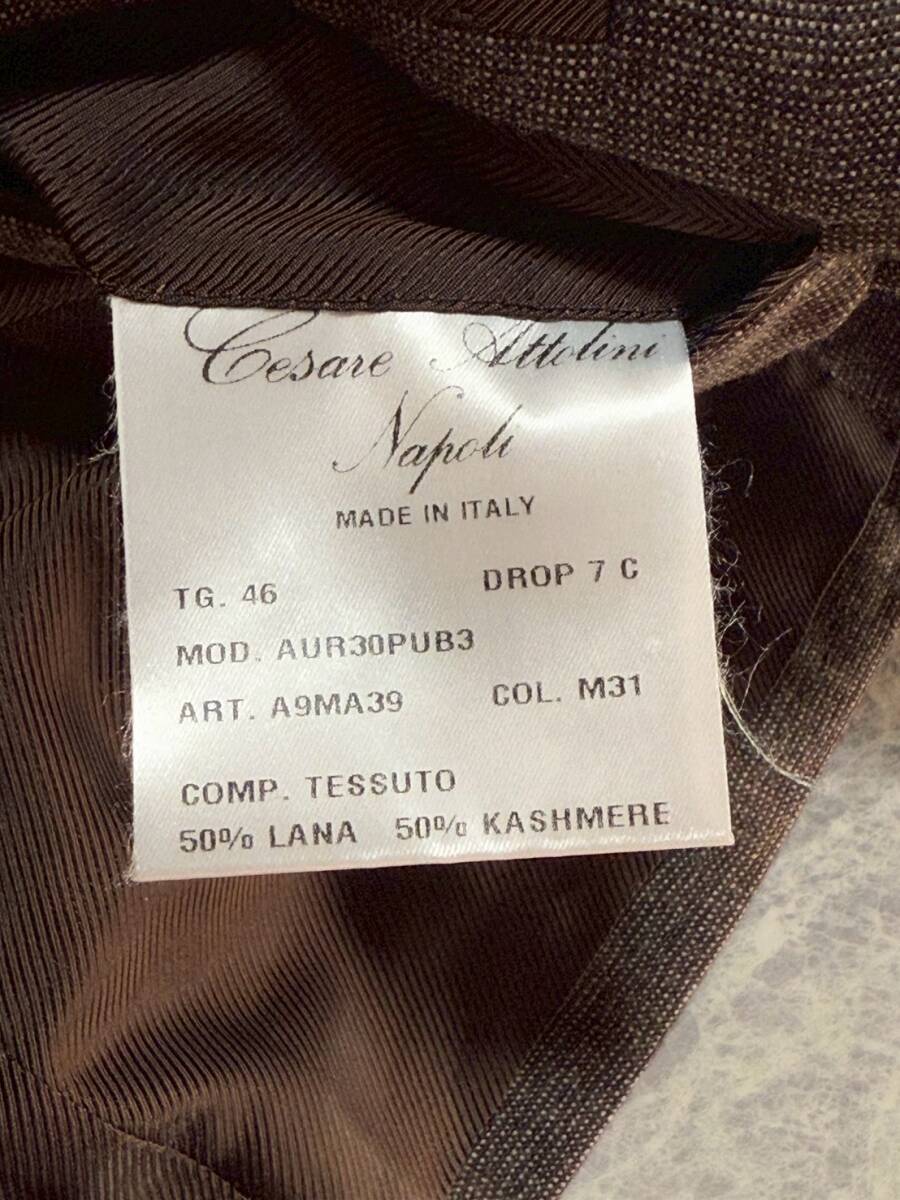 Cesare Attolini
Napoli
MADE IN ITALY
TG. 46 DROP 7 C
MOD. AUR30PUB3
ART. A9MA39 COL. M31
COMP. TESSUTO
50% LANA 50% KASHMERE